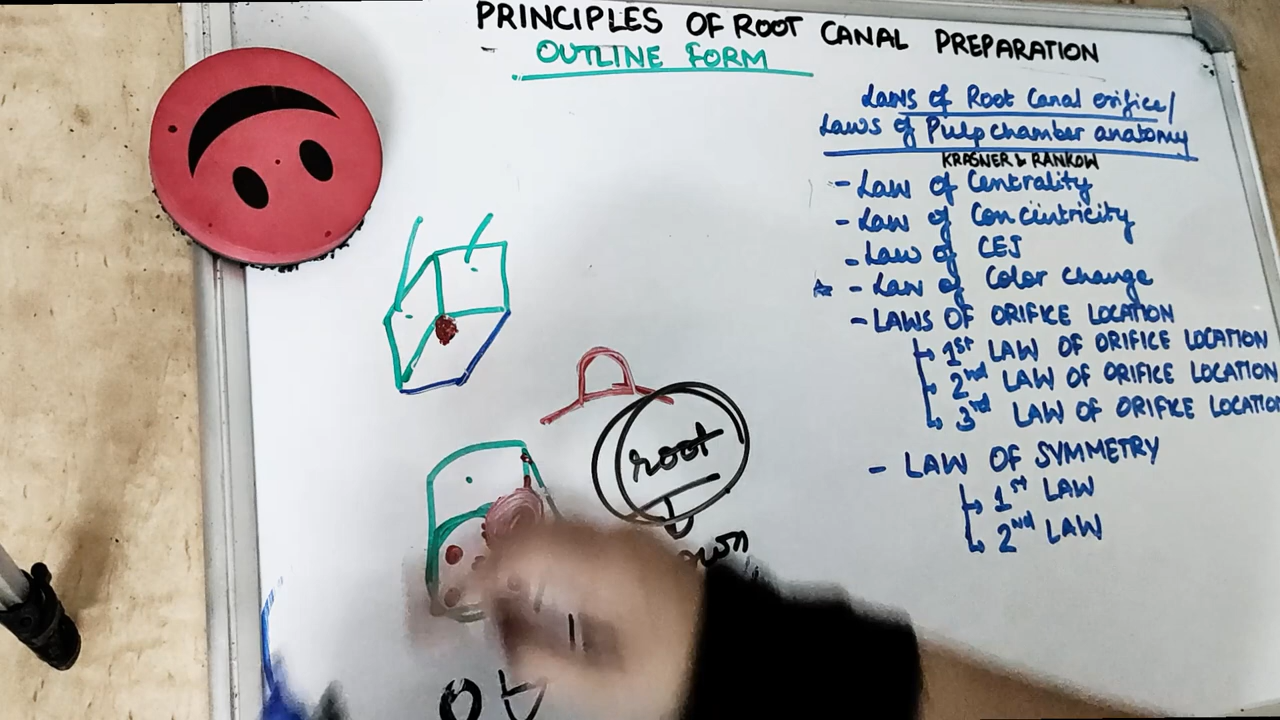 PRINCIPLES OF ROOT CANAL PREPARATION
OUTLINE FORM
Laws of Root Canal orifice/
Laws of Pulp chamber anatomy
KRASNER & RANKOW
- Law of Centrality
- Law of Concentricity
- Law of CEJ
- Law of Color Change
- LAWS OF ORIFICE LOCATION
1st LAW OF ORIFICE LOCATION
2nd LAW OF ORIFICE LOCATION
3rd LAW OF ORIFICE LOCATION
- LAW OF SYMMETRY
1st LAW
2nd LAW
root